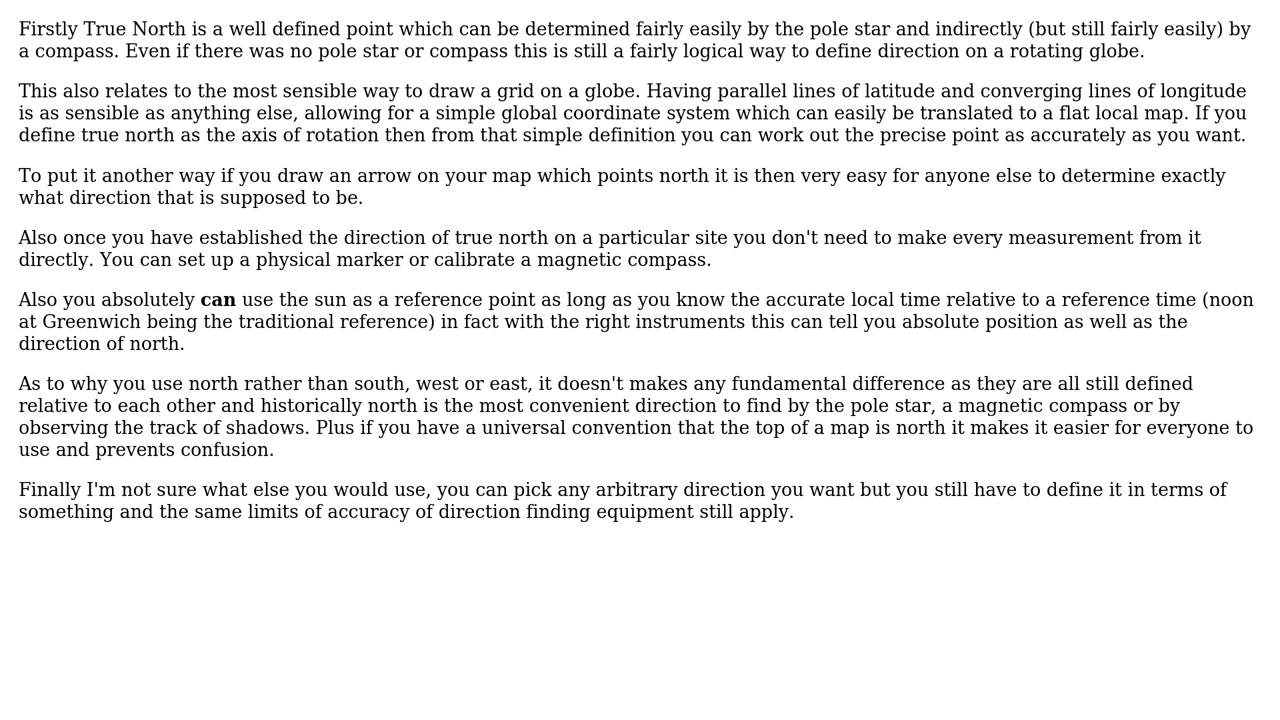 Firstly True North is a well defined point which can be determined fairly easily by the pole star and indirectly (but still fairly easily) by
a compass. Even if there was no pole star or compass this is still a fairly logical way to define direction on a rotating globe.
This also relates to the most sensible way to draw a grid on a globe. Having parallel lines of latitude and converging lines of longitude
is as sensible as anything else, allowing for a simple global coordinate system which can easily be translated to a flat local map. If you
define true north as the axis of rotation then from that simple definition you can work out the precise point as accurately as you want.
To put it another way if you draw an arrow on your map which points north it is then very easy for anyone else to determine exactly
what direction that is supposed to be.
Also once you have established the direction of true north on a particular site you don't need to make every measurement from it
directly. You can set up a physical marker or calibrate a magnetic compass.
Also you absolutely can use the sun as a reference point as long as you know the accurate local time relative to a reference time (noon
at Greenwich being the traditional reference) in fact with the right instruments this can tell you absolute position as well as the
direction of north.
As to why you use north rather than south, west or east, it doesn't makes any fundamental difference as they are all still defined
relative to each other and historically north is the most convenient direction to find by the pole star, a magnetic compass or by
observing the track of shadows. Plus if you have a universal convention that the top of a map is north it makes it easier for everyone to
use and prevents confusion.
Finally I'm not sure what else you would use, you can pick any arbitrary direction you want but you still have to define it in terms of
something and the same limits of accuracy of direction finding equipment still apply.